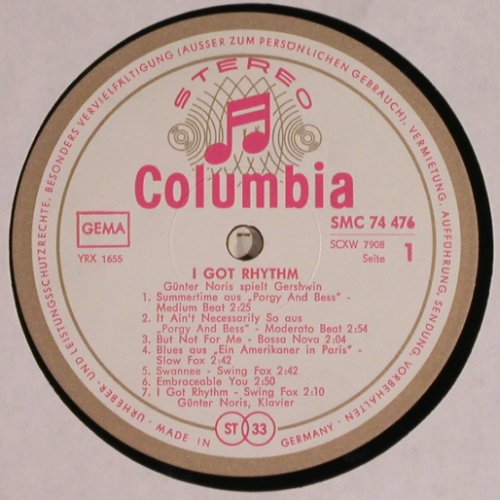 URHEBER- UND LEISTUNGSSCHUTZRECHTE, BESONDERS VERVIELFÄLTIGUNG (AUSSER ZUM PERSÖNLICHEN GEBRAUCH), VERMIETUNG, AUFFÜHRUNG, SENDUNG, VORBEHALTEN
STEREO
Columbia
GEMA
YRX 1655
SMC 74 476
SCXW 7908
Seite 1
I GOT RHYTHM
Günter Noris spielt Gershwin
1. Summertime aus „Porgy And Bess" -
Medium Beat 2:25
2. It Ain't Necessarily So aus
„Porgy And Bess" - Moderato Beat 2:54
3. But Not For Me - Bossa Nova 2:04
4. Blues aus „Ein Amerikaner in Paris" -
Slow Fox 2:42
5. Swannee - Swing Fox 2:42
6. Embraceable You 2:50
7. I Got Rhythm - Swing Fox 2:10
Günter Noris, Klavier
ST 33
· MADE IN GERMANY ·